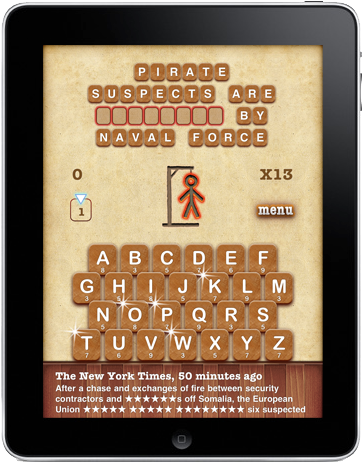 PIRATE
SUSPECTS ARE
BY
NAVAL FORCE
0
X13
1
menu
A B C D E F
G H I J K L M
N O P Q R S
T U V W X Y Z
The New York Times, 50 minutes ago
After a chase and exchanges of fire between security
contractors and ★★★★★★s off Somalia, the European
Union ★★★★★ ★★★★★ ★★★★★★★★ six suspected